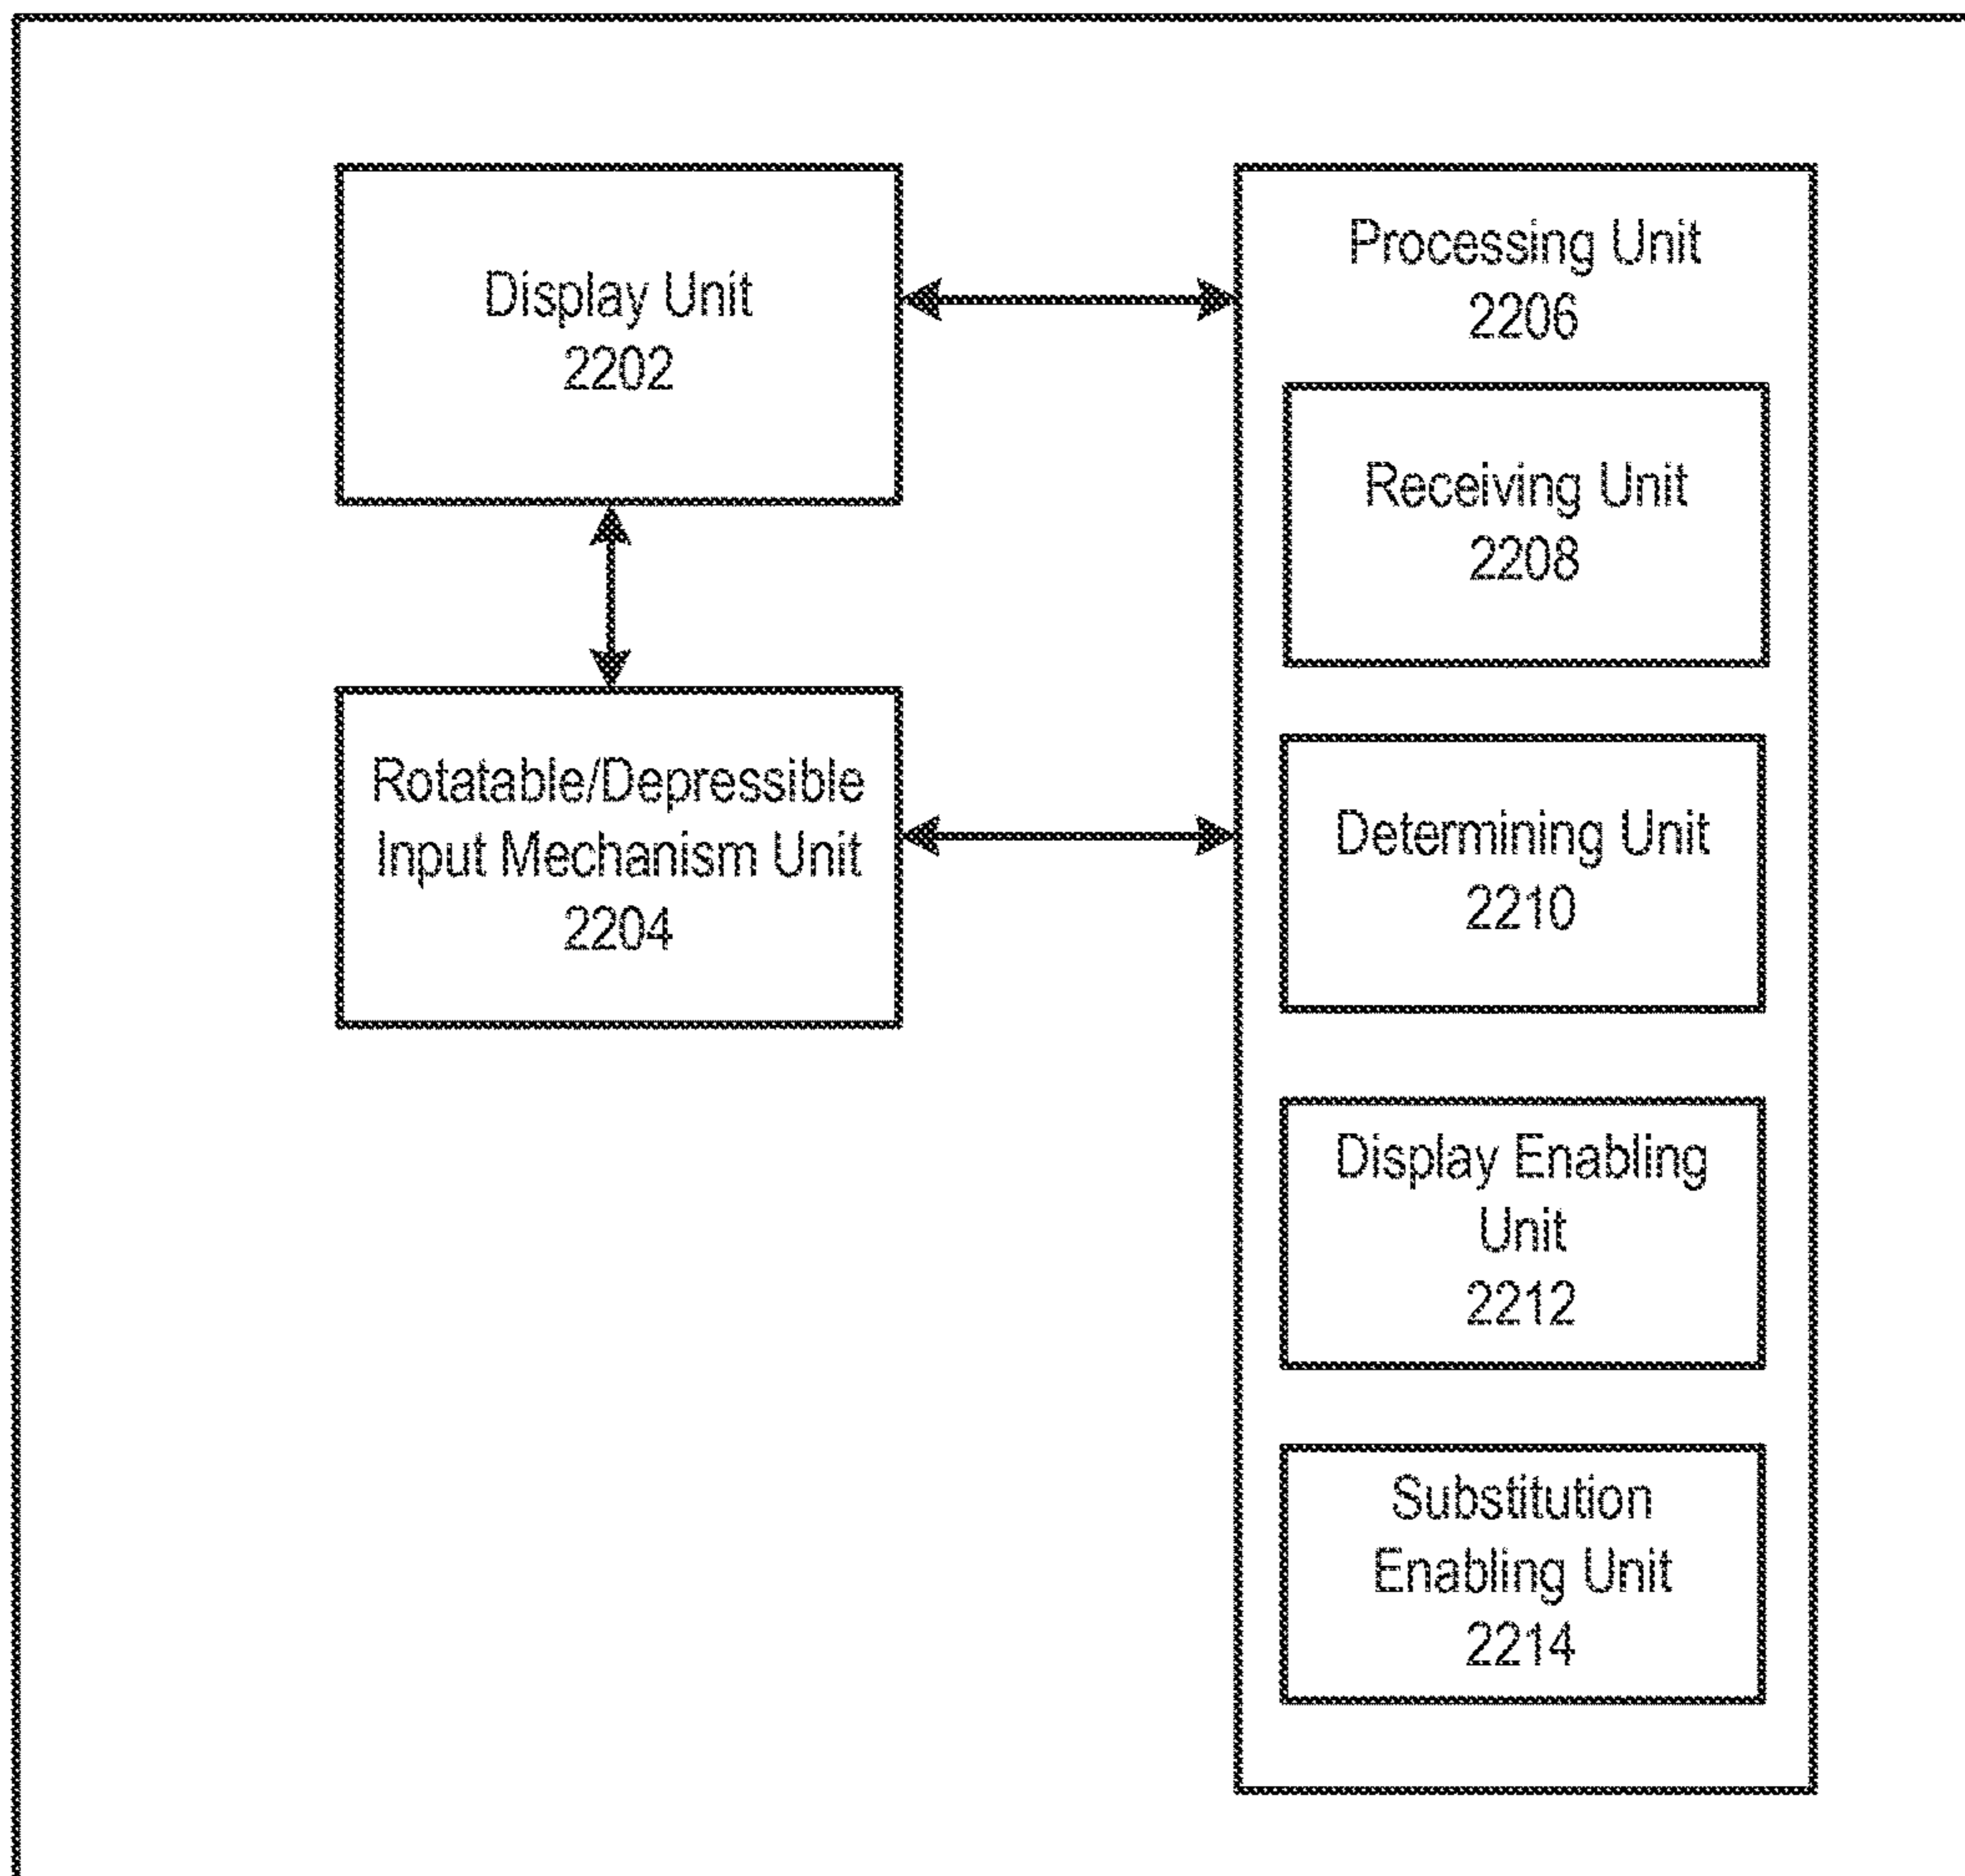 Display Unit
2202
Rotatable/Depressible
Input Mechanism Unit
2204
Processing Unit
2206
Receiving Unit
2208
Determining Unit
2210
Display Enabling
Unit
2212
Substitution
Enabling Unit
2214